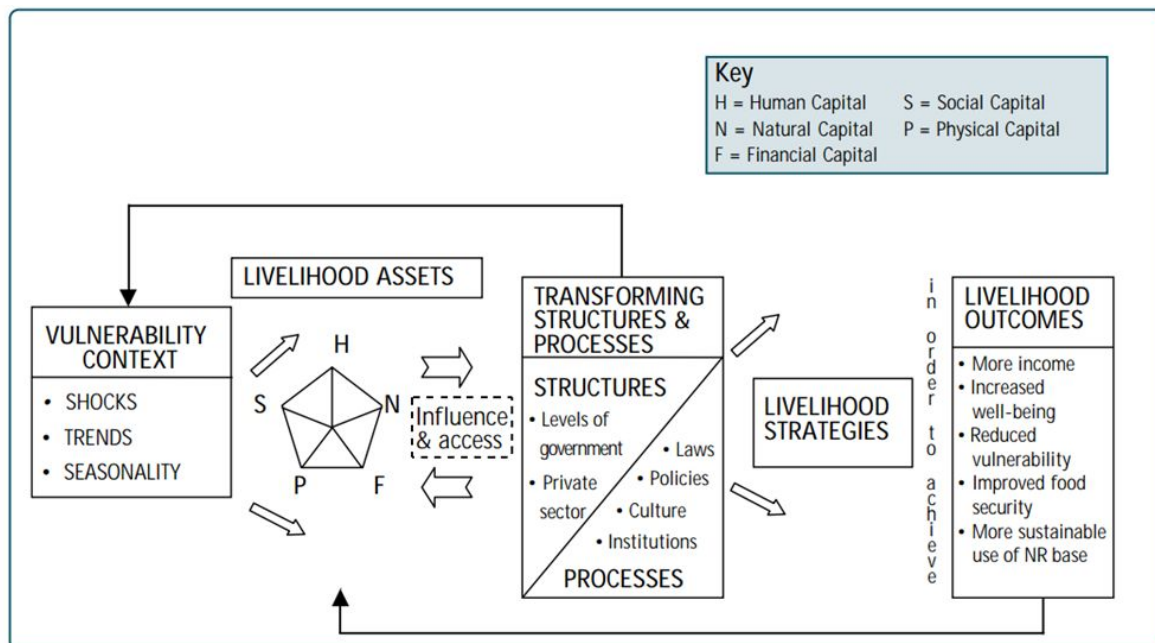 Key
H = Human Capital S = Social Capital
N = Natural Capital P = Physical Capital
F = Financial Capital
LIVELIHOOD ASSETS
VULNERABILITY
CONTEXT
• SHOCKS
• TRENDS
• SEASONALITY
H
S
N
P
F
Influence
& access
TRANSFORMING
STRUCTURES &
PROCESSES
STRUCTURES
• Levels of
government
• Private
sector
• Laws
• Policies
• Culture
• Institutions
PROCESSES
LIVELIHOOD
STRATEGIES
in order to achieve
LIVELIHOOD
OUTCOMES
• More income
• Increased
well-being
• Reduced
vulnerability
• Improved food
security
• More sustainable
use of NR base